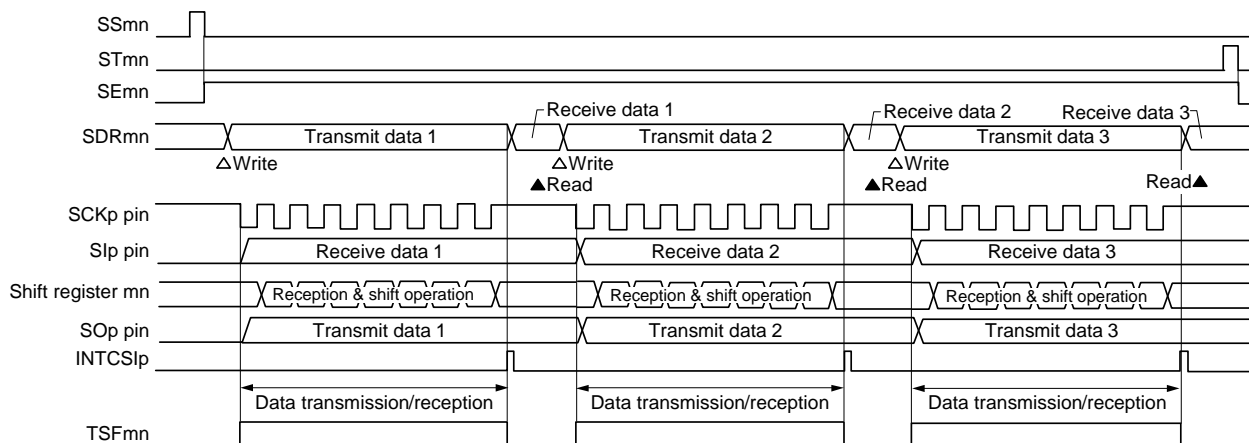 SSmn
STmn
SEmn
Receive data 1
Receive data 2
Receive data 3
SDRmn
Transmit data 1
Transmit data 2
Transmit data 3
△Write
△Write
△Write
▲Read
▲Read
Read▲
SCKp pin
SIp pin
Receive data 1
Receive data 2
Receive data 3
Shift register mn
Reception & shift operation
Reception & shift operation
Reception & shift operation
SOp pin
Transmit data 1
Transmit data 2
Transmit data 3
INTCSIp
Data transmission/reception
Data transmission/reception
Data transmission/reception
TSFmn